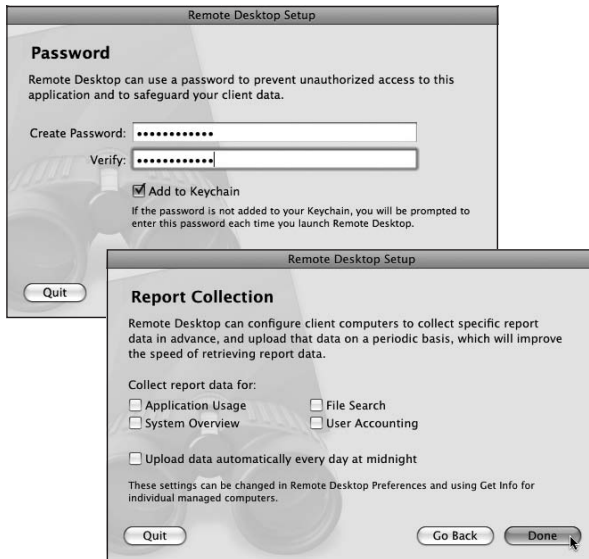 Remote Desktop Setup
Password
Remote Desktop can use a password to prevent unauthorized access to this
application and to safeguard your client data.
Create Password: ••••••••••••
Verify: ••••••••••••
Add to Keychain
If the password is not added to your Keychain, you will be prompted to
enter this password each time you launch Remote Desktop.
Quit
Remote Desktop Setup
Report Collection
Remote Desktop can configure client computers to collect specific report
data in advance, and upload that data on a periodic basis, which will improve
the speed of retrieving report data.
Collect report data for:
Application Usage File Search
System Overview User Accounting
Upload data automatically every day at midnight
These settings can be changed in Remote Desktop Preferences and using Get Info for
individual managed computers.
Quit Go Back Done